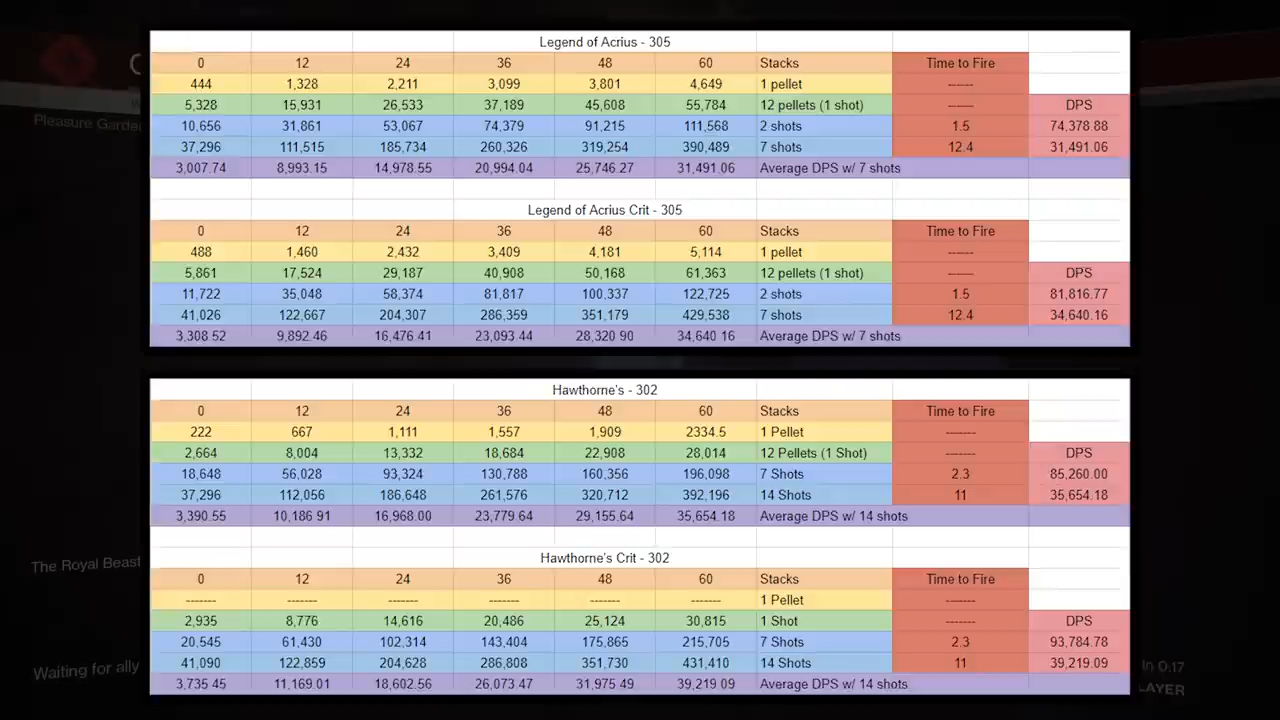 Legend of Acrius - 305
0 12 24 36 48 60 Stacks Time to Fire
444 1,328 2,211 3,099 3,801 4,649 1 pellet -------
5,328 15,931 26,533 37,189 45,608 55,784 12 pellets (1 shot) ------- DPS
10,656 31,861 53,067 74,379 91,215 111,568 2 shots 1.5 74,378.88
37,296 111,515 185,734 260,326 319,254 390,489 7 shots 12.4 31,491.06
3,007.74 8,993.15 14,978.55 20,994.04 25,746.27 31,491.06 Average DPS w/ 7 shots
Legend of Acrius Crit - 305
0 12 24 36 48 60 Stacks Time to Fire
488 1,460 2,432 3,409 4,181 5,114 1 pellet -------
5,861 17,524 29,187 40,908 50,168 61,363 12 pellets (1 shot) ------- DPS
11,722 35,048 58,374 81,817 100,337 122,725 2 shots 1.5 81,816.77
41,026 122,667 204,307 286,359 351,179 429,538 7 shots 12.4 34,640.16
3,308.52 9,892.46 16,476.41 23,093.44 28,320.90 34,640.16 Average DPS w/ 7 shots
Hawthorne's - 302
0 12 24 36 48 60 Stacks Time to Fire
222 667 1,111 1,557 1,909 2334.5 1 Pellet -------
2,664 8,004 13,332 18,684 22,908 28,014 12 Pellets (1 Shot) ------- DPS
18,648 56,028 93,324 130,788 160,356 196,098 7 Shots 2.3 85,260.00
37,296 112,056 186,648 261,576 320,712 392,196 14 Shots 11 35,654.18
3,390.55 10,186.91 16,968.00 23,779.64 29,155.64 35,654.18 Average DPS w/ 14 shots
Hawthorne's Crit - 302
0 12 24 36 48 60 Stacks Time to Fire
------- ------- ------- ------- ------- ------- 1 Pellet -------
2,935 8,776 14,616 20,486 25,124 30,815 1 Shot ------- DPS
20,545 61,430 102,314 143,404 175,865 215,705 7 Shots 2.3 93,784.78
41,090 122,859 204,628 286,808 351,730 431,410 14 Shots 11 39,219.09
3,735.45 11,169.01 18,602.56 26,073.47 31,975.49 39,219.09 Average DPS w/ 14 shots
Pleasure Garde
The Royal Beast
Waiting for ally
In 0:17
LAYER